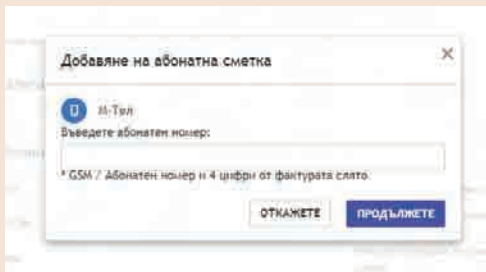 Добавяне на абонатна сметка
М-Тел
Въведете абонатен номер:
* GSM / Абонатен номер и 4 цифри от фактурата слято.
ОТКАЖЕТЕ
ПРОДЪЛЖЕТЕ